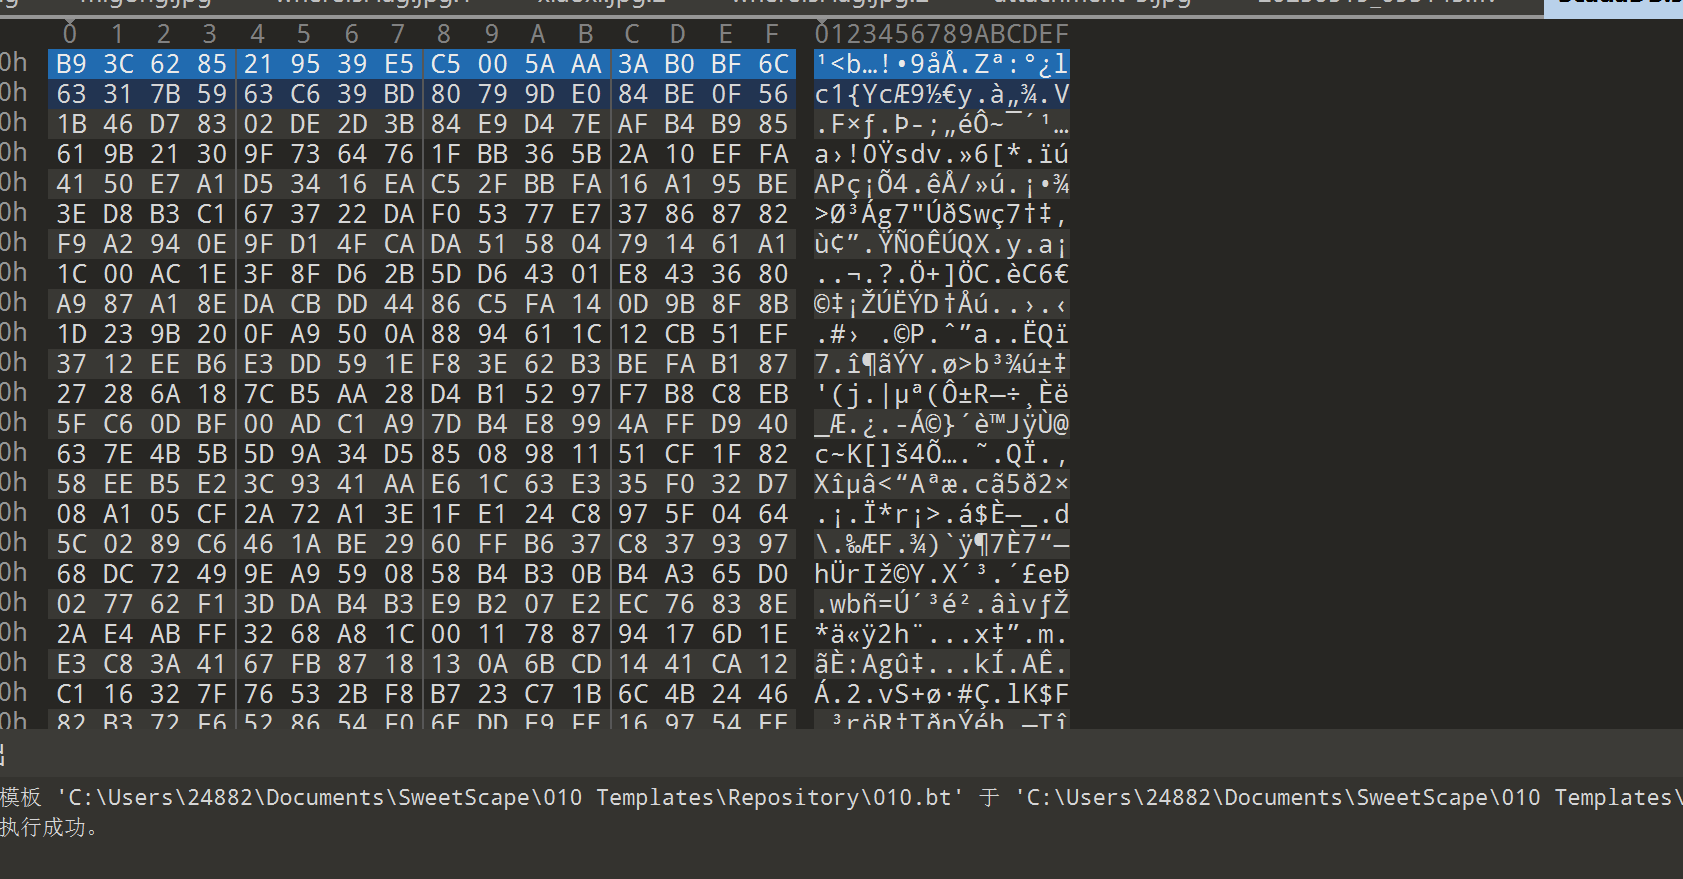 0 1 2 3 4 5 6 7 8 9 A B C D E F 0123456789ABCDEF
0h B9 3C 62 85 21 95 39 E5 C5 00 5A AA 3A B0 BF 6C ¹<b…!•9åÅ.Zª:°¿l
0h 63 31 7B 59 63 C6 39 BD 80 79 9D E0 84 BE 0F 56 c1{YcÆ9½€y.à„¾.V
0h 1B 46 D7 83 02 DE 2D 3B 84 E9 D4 7E AF B4 B9 85 .F×ƒ.Þ-;„éÔ~¯´¹…
0h 61 9B 21 30 9F 73 64 76 1F BB 36 5B 2A 10 EF FA a›!0Ÿsdv.»6[*.ïú
0h 41 50 E7 A1 D5 34 16 EA C5 2F BB FA 16 A1 95 BE APç¡Õ4.êÅ/»ú.¡•¾
0h 3E D8 B3 C1 67 37 22 DA F0 53 77 E7 37 86 87 82 >Ø³Ág7"ÚðSwç7†‡‚
0h F9 A2 94 0E 9F D1 4F CA DA 51 58 04 79 14 61 A1 ù¢”.ŸÑOÊÚQX.y.a¡
0h 1C 00 AC 1E 3F 8F D6 2B 5D D6 43 01 E8 43 36 80 ..¬.?.Ö+]ÖC.èC6€
0h A9 87 A1 8E DA CB DD 44 86 C5 FA 14 0D 9B 8F 8B ©‡¡ŽÚËÝD†Åú..›.‹
0h 1D 23 9B 20 0F A9 50 0A 88 94 61 1C 12 CB 51 EF .#› .©P.ˆ”a..ËQï
0h 37 12 EE B6 E3 DD 59 1E F8 3E 62 B3 BE FA B1 87 7.î¶ãÝY.ø>b³¾ú±‡
0h 27 28 6A 18 7C B5 AA 28 D4 B1 52 97 F7 B8 C8 EB '(j.|µª(Ô±R—÷¸Èë
0h 5F C6 0D BF 00 AD C1 A9 7D B4 E8 99 4A FF D9 40 _Æ.¿.-Á©}´è™JÿÙ@
0h 63 7E 4B 5B 5D 9A 34 D5 85 08 98 11 51 CF 1F 82 c~K[]š4Õ….˜.QÏ.‚
0h 58 EE B5 E2 3C 93 41 AA E6 1C 63 E3 35 F0 32 D7 Xîµâ<“Aªæ.cã5ð2×
0h 08 A1 05 CF 2A 72 A1 3E 1F E1 24 C8 97 5F 04 64 .¡.Ï*r¡>.á$È—_.d
0h 5C 02 89 C6 46 1A BE 29 60 FF B6 37 C8 37 93 97 \.‰ÆF.¾)`ÿ¶7È7“—
0h 68 DC 72 49 9E A9 59 08 58 B4 B3 0B B4 A3 65 D0 hÜrIž©Y.X´³.´£eÐ
0h 02 77 62 F1 3D DA B4 B3 E9 B2 07 E2 EC 76 83 8E .wbñ=Ú´³é².âìvƒŽ
0h 2A E4 AB FF 32 68 A8 1C 00 11 78 87 94 17 6D 1E *ä«ÿ2h¨...x‡”.m.
0h E3 C8 3A 41 67 FB 87 18 13 0A 6B CD 14 41 CA 12 ãÈ:Agû‡...kÍ.AÊ.
0h C1 16 32 7F 76 53 2B F8 B7 23 C7 1B 6C 4B 24 46 Á.2.vS+ø·#Ç.lK$F
模板 'C:\Users\24882\Documents\SweetScape\010 Templates\Repository\010.bt' 于 'C:\Users\24882\Documents\SweetScape\010 Templates\
执行成功。